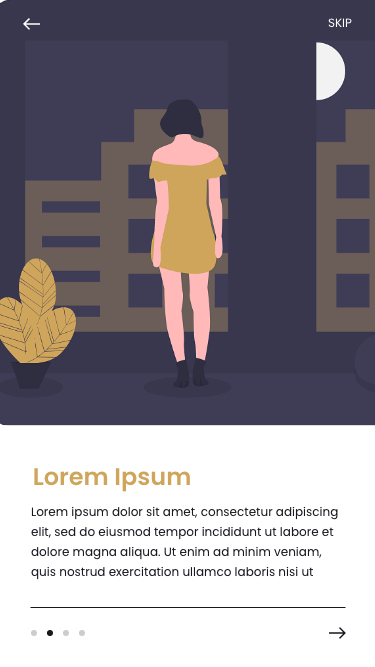 SKIP
Lorem Ipsum
Lorem ipsum dolor sit amet, consectetur adipiscing
elit, sed do eiusmod tempor incididunt ut labore et
dolore magna aliqua. Ut enim ad minim veniam,
quis nostrud exercitation ullamco laboris nisi ut